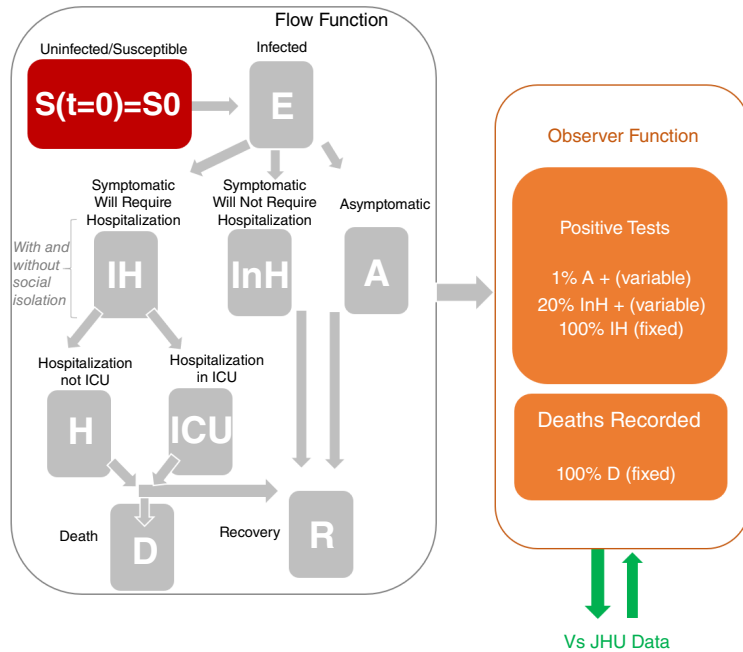 Flow Function
Uninfected/Susceptible
Infected
S(t=0)=S0
E
Symptomatic
Will Require
Hospitalization
Symptomatic
Will Not Require
Hospitalization
Asymptomatic
With and
without
social
isolation
IH
InH
A
Hospitalization
not ICU
Hospitalization
in ICU
H
ICU
Death
D
Recovery
R
Observer Function
Positive Tests
1% A + (variable)
20% InH + (variable)
100% IH (fixed)
Deaths Recorded
100% D (fixed)
Vs JHU Data